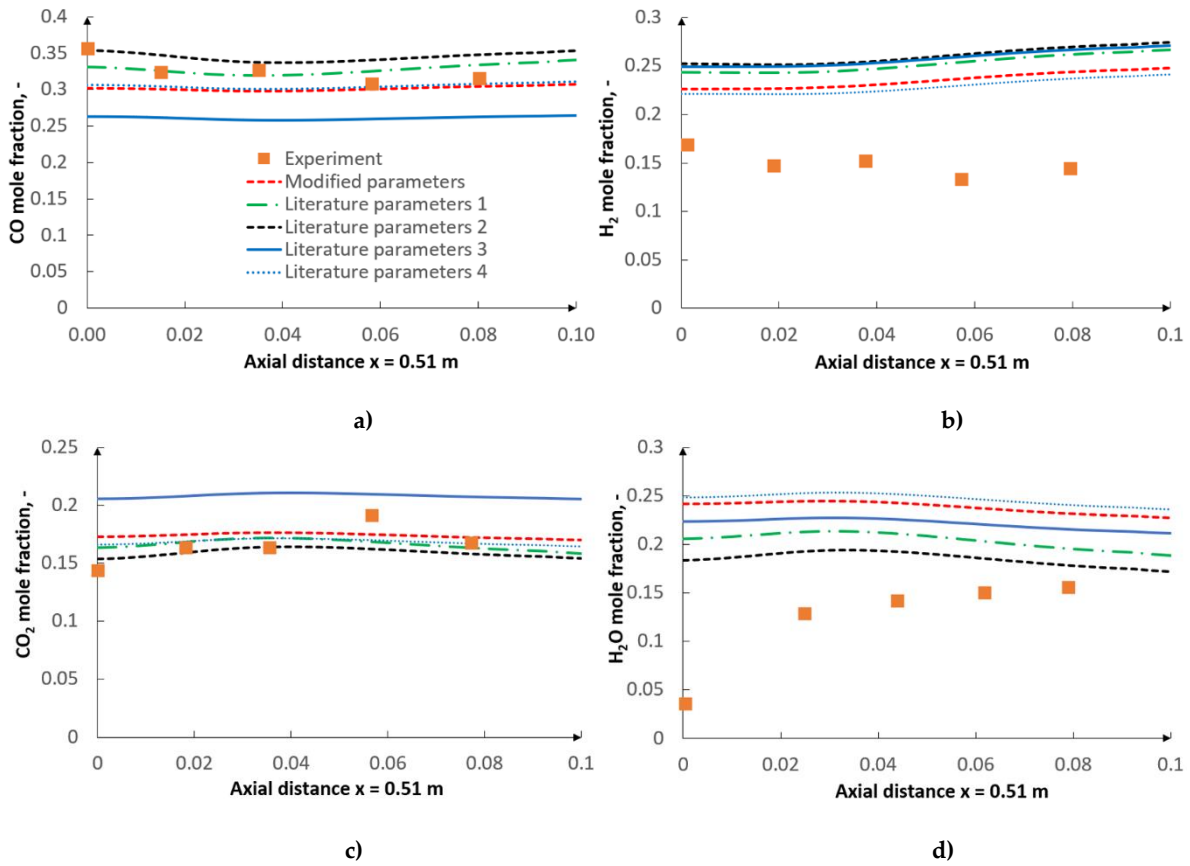 0.4
0.35
0.3
0.25
0.2
0.15
0.1
0.05
0
CO mole fraction, -
Experiment
Modified parameters
Literature parameters 1
Literature parameters 2
Literature parameters 3
Literature parameters 4
0.00 0.02 0.04 0.06 0.08 0.10
Axial distance x = 0.51 m
a)
0.3
0.25
0.2
0.15
0.1
0.05
0
H₂ mole fraction, -
0 0.02 0.04 0.06 0.08 0.1
Axial distance x = 0.51 m
b)
0.25
0.2
0.15
0.1
0.05
0
CO₂ mole fraction, -
0 0.02 0.04 0.06 0.08 0.1
Axial distance x = 0.51 m
c)
0.3
0.25
0.2
0.15
0.1
0.05
0
H₂O mole fraction, -
0 0.02 0.04 0.06 0.08 0.1
Axial distance x = 0.51 m
d)